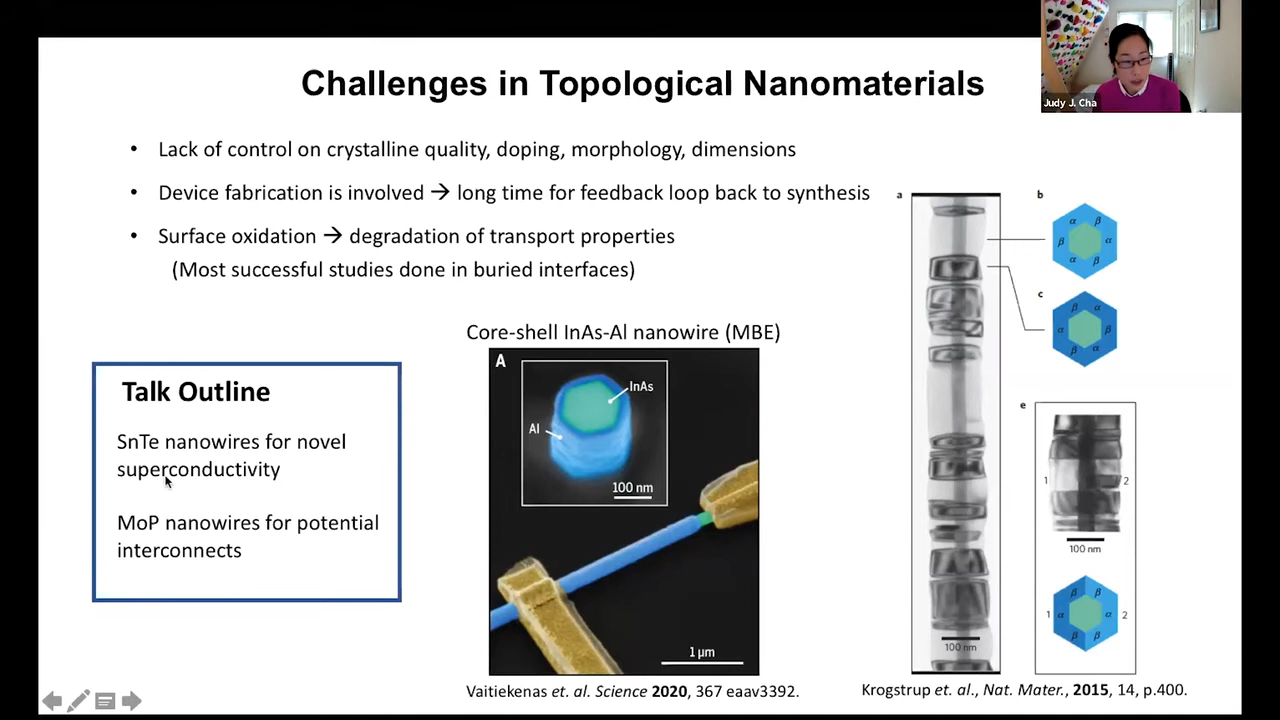 Challenges in Topological Nanomaterials
Judy J. Cha
• Lack of control on crystalline quality, doping, morphology, dimensions
• Device fabrication is involved → long time for feedback loop back to synthesis
• Surface oxidation → degradation of transport properties
(Most successful studies done in buried interfaces)
Talk Outline
SnTe nanowires for novel
superconductivity
MoP nanowires for potential
interconnects
Core-shell InAs-Al nanowire (MBE)
A
InAs
Al
100 nm
1 µm
Vaitiekenas et. al. Science 2020, 367 eaav3392.
a
100 nm
b
α β
β α
α β
c
β α
α β
β α
e
1 2
100 nm
β β
1 α α 2
β β
Krogstrup et. al., Nat. Mater., 2015, 14, p.400.